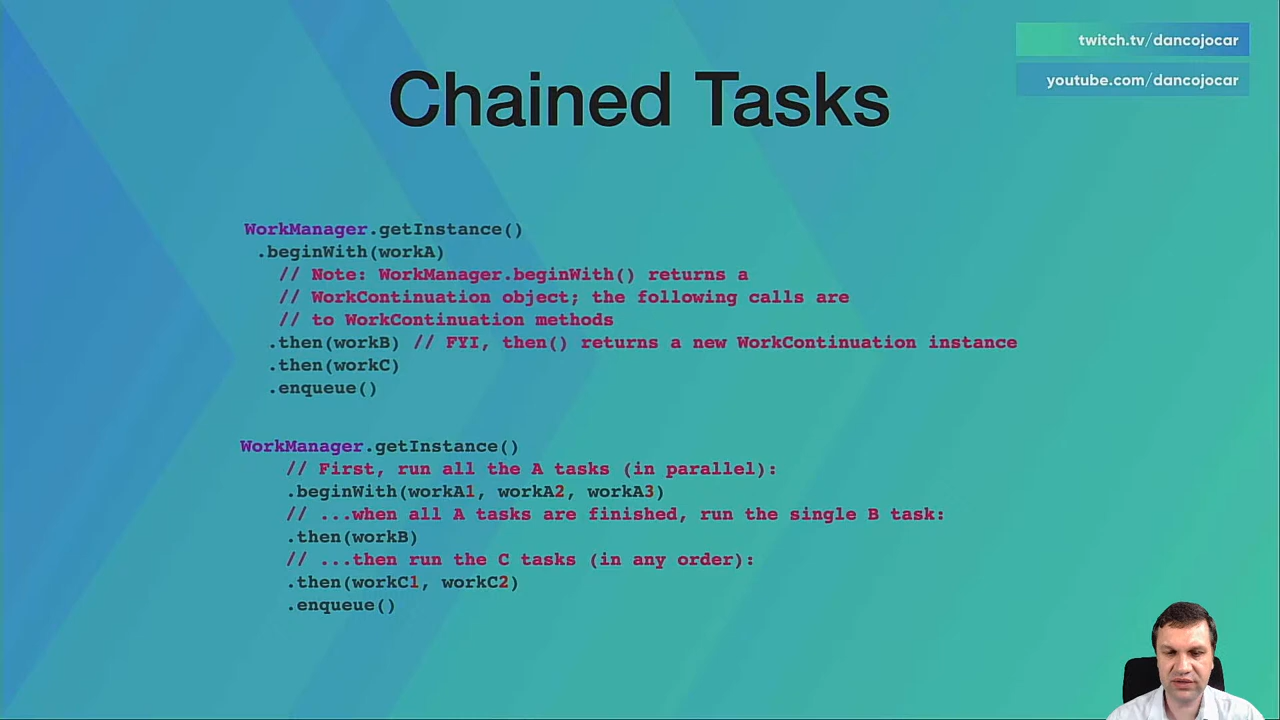 twitch.tv/dancojocar
youtube.com/dancojocar
Chained Tasks
WorkManager.getInstance()
.beginWith(workA)
// Note: WorkManager.beginWith() returns a
// WorkContinuation object; the following calls are
// to WorkContinuation methods
.then(workB) // FYI, then() returns a new WorkContinuation instance
.then(workC)
.enqueue()
WorkManager.getInstance()
// First, run all the A tasks (in parallel):
.beginWith(workA1, workA2, workA3)
// ...when all A tasks are finished, run the single B task:
.then(workB)
// ...then run the C tasks (in any order):
.then(workC1, workC2)
.enqueue()